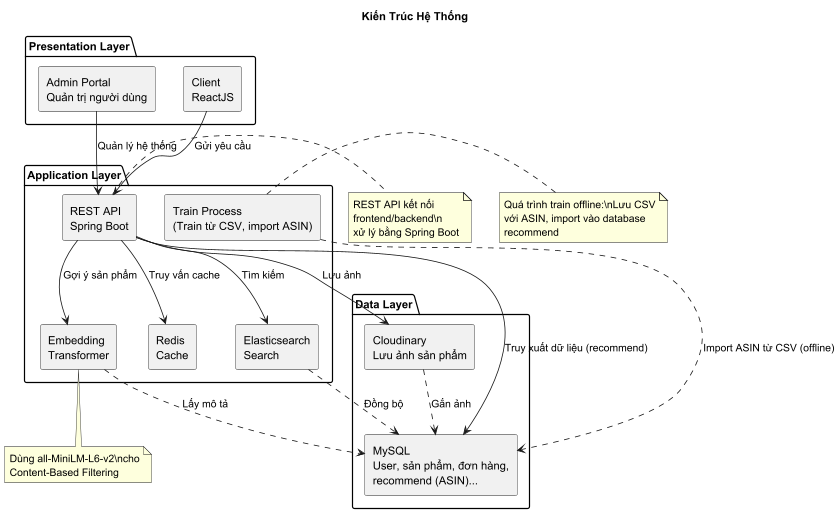 Kiến Trúc Hệ Thống
Presentation Layer
Admin Portal
Quản trị người dùng
Client
ReactJS
Quản lý hệ thống
Gửi yêu cầu
Application Layer
REST API
Spring Boot
Train Process
(Train từ CSV, import ASIN)
REST API kết nối
frontend/backend\n
xử lý bằng Spring Boot
Quá trình train offline:\nLưu CSV
với ASIN, import vào database
recommend
Gợi ý sản phẩm
Truy vấn cache
Tìm kiếm
Lưu ảnh
Embedding
Transformer
Redis
Cache
Elasticsearch
Search
Data Layer
Cloudinary
Lưu ảnh sản phẩm
Truy xuất dữ liệu (recommend)
Import ASIN từ CSV (offline)
Lấy mô tả
Đồng bộ
Gắn ảnh
Dùng all-MiniLM-L6-v2\ncho
Content-Based Filtering
MySQL
User, sản phẩm, đơn hàng,
recommend (ASIN)...